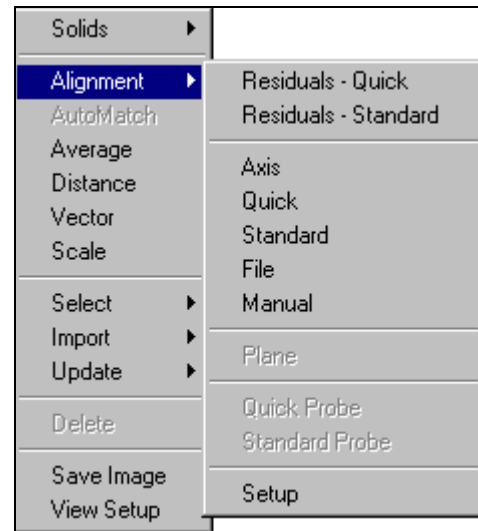 Solids
Alignment
AutoMatch
Average
Distance
Vector
Scale
Select
Import
Update
Delete
Save Image
View Setup
Residuals - Quick
Residuals - Standard
Axis
Quick
Standard
File
Manual
Plane
Quick Probe
Standard Probe
Setup